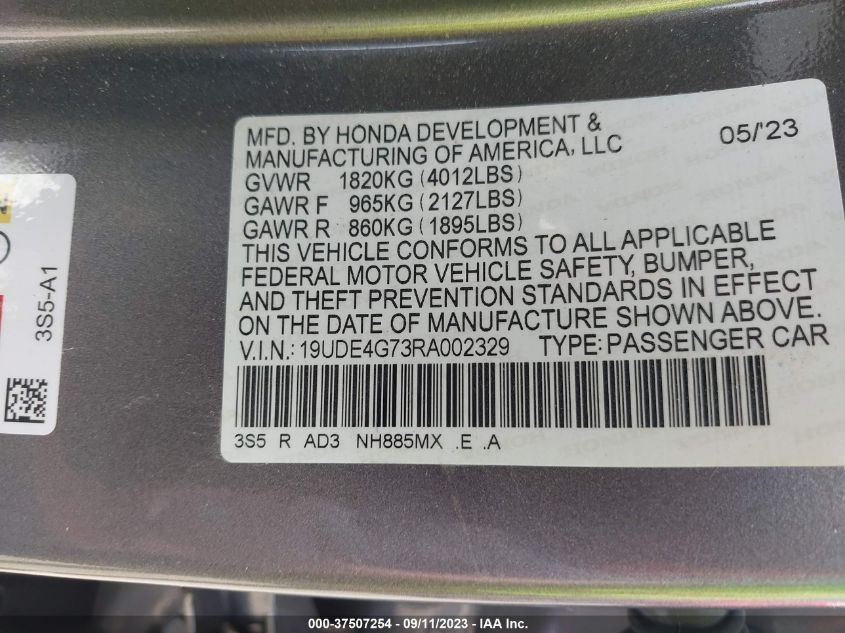 MFD. BY HONDA DEVELOPMENT &
MANUFACTURING OF AMERICA, LLC 05/'23
GVWR 1820KG (4012LBS)
GAWR F 965KG (2127LBS)
GAWR R 860KG (1895LBS)
THIS VEHICLE CONFORMS TO ALL APPLICABLE
FEDERAL MOTOR VEHICLE SAFETY, BUMPER,
AND THEFT PREVENTION STANDARDS IN EFFECT
ON THE DATE OF MANUFACTURE SHOWN ABOVE.
V.I.N.: 19UDE4G73RA002329 TYPE: PASSENGER CAR
3S5 R AD3 NH885MX .E .A
3S5-A1
000-37507254 - 09/11/2023 - IAA Inc.